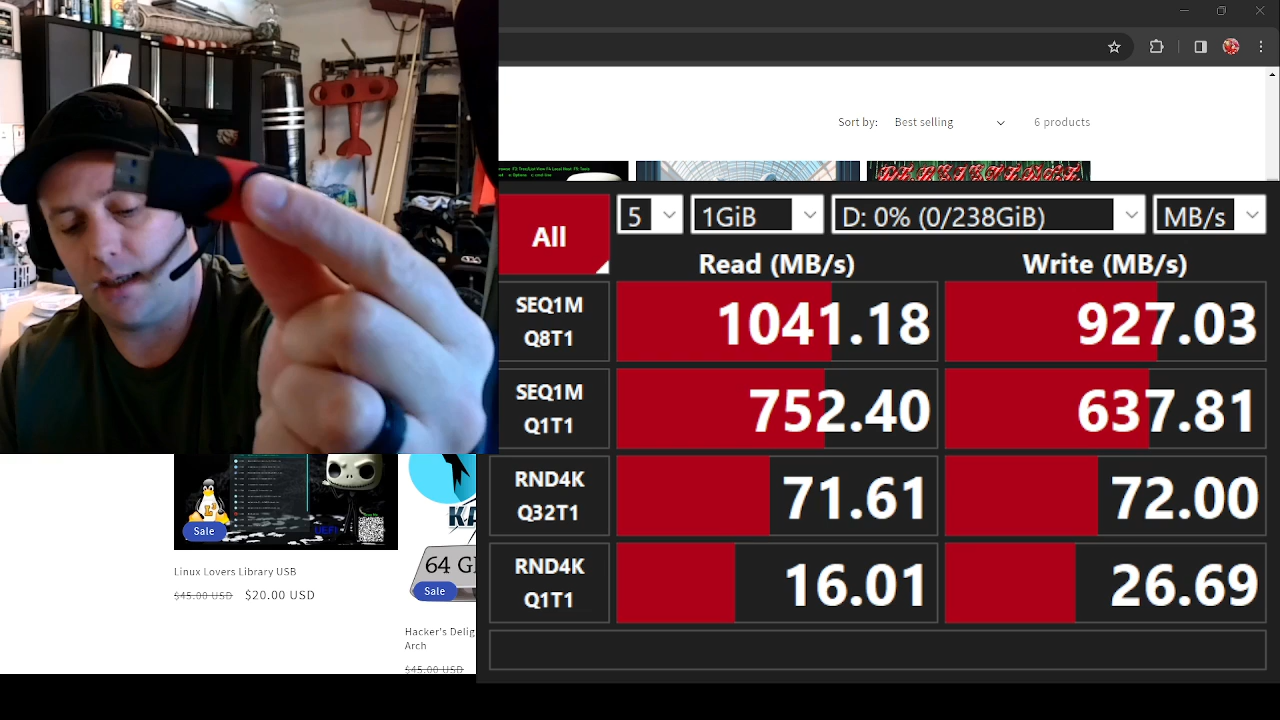 Sort by:
Best selling
6 products
All
5
1GiB
D: 0% (0/238GiB)
MB/s
Read (MB/s)
Write (MB/s)
SEQ1M
Q8T1
1041.18
927.03
SEQ1M
Q1T1
752.40
637.81
RND4K
Q32T1
71.61
72.00
RND4K
Q1T1
16.01
26.69
UEFI
Sale
Linux Lovers Library USB
$45.00 USD $20.00 USD
KA
64 G
Sale
Hacker's Delig
Arch
$45.00 USD